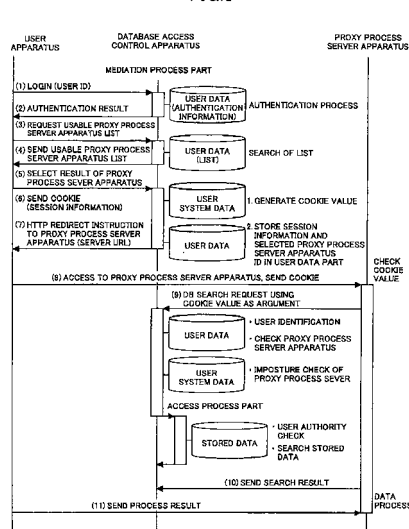 USER
APPARATUS
DATABASE ACCESS
CONTROL APPARATUS
PROXY PROCESS
SERVER APPARATUS
MEDIATION PROCESS PART
(1) LOGIN (USER ID)
(2) AUTHENTICATION RESULT
USER DATA
(AUTHENTICATION
INFORMATION)
AUTHENTICATION PROCESS
(3) REQUEST USABLE PROXY PROCESS
SERVER APPARATUS LIST
(4) SEND USABLE PROXY PROCESS
SERVER APPARATUS LIST
USER DATA
(LIST)
SEARCH OF LIST
(5) SELECT RESULT OF PROXY
PROCESS SEVER APPARATUS
(6) SEND COOKIE
(SESSION INFORMATION)
USER
SYSTEM DATA
1. GENERATE COOKIE VALUE
(7) HTTP REDIRECT INSTRUCTION
TO PROXY PROCESS SERVER
APPARATUS (SERVER URL)
USER DATA
2. STORE SESSION
INFORMATION AND
SELECTED PROXY PROCESS
SERVER APPARATUS
ID IN USER DATA PART
CHECK
COOKIE
VALUE
(8) ACCESS TO PROXY PROCESS SERVER APPARATUS, SEND COOKIE
(9) DB SEARCH REQUEST USING
COOKIE VALUE AS ARGUMENT
USER DATA
・USER IDENTIFICATION
・CHECK PROXY PROCESS
SERVER APPARATUS
USER
SYSTEM DATA
・IMPOSTURE CHECK OF
PROXY PROCESS SEVER
ACCESS PROCESS PART
STORED DATA
・USER AUTHORITY
CHECK
・SEARCH STORED
DATA
(10) SEND SEARCH RESULT
DATA
PROCESS
(11) SEND PROCESS RESULT